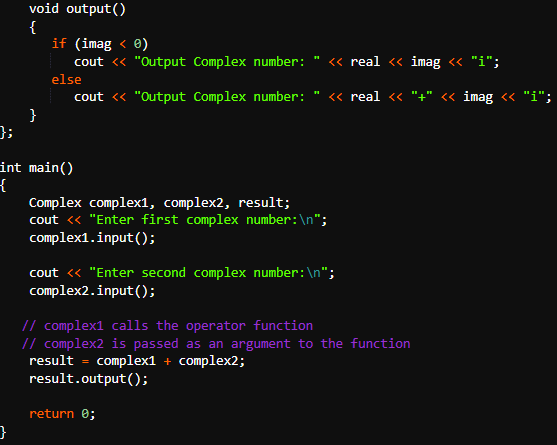 void output()
{
if (imag < 0)
cout << "Output Complex number: " << real << imag << "i";
else
cout << "Output Complex number: " << real << "+" << imag << "i";
}
};
int main()
{
Complex complex1, complex2, result;
cout << "Enter first complex number:\n";
complex1.input();
cout << "Enter second complex number:\n";
complex2.input();
// complex1 calls the operator function
// complex2 is passed as an argument to the function
result = complex1 + complex2;
result.output();
return 0;
}